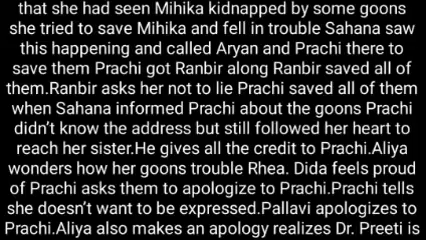 that she had seen Mihika kidnapped by some goons
she tried to save Mihika and fell in trouble Sahana saw
this happening and called Aryan and Prachi there to
save them Prachi got Ranbir along Ranbir saved all of
them.Ranbir asks her not to lie Prachi saved all of them
when Sahana informed Prachi about the goons Prachi
didn't know the address but still followed her heart to
reach her sister.He gives all the credit to Prachi.Aliya
wonders how her goons trouble Rhea. Dida feels proud
of Prachi asks them to apologize to Prachi.Prachi tells
she doesn't want to be expressed.Pallavi apologizes to
Prachi.Aliya also makes an apology realizes Dr. Preeti is